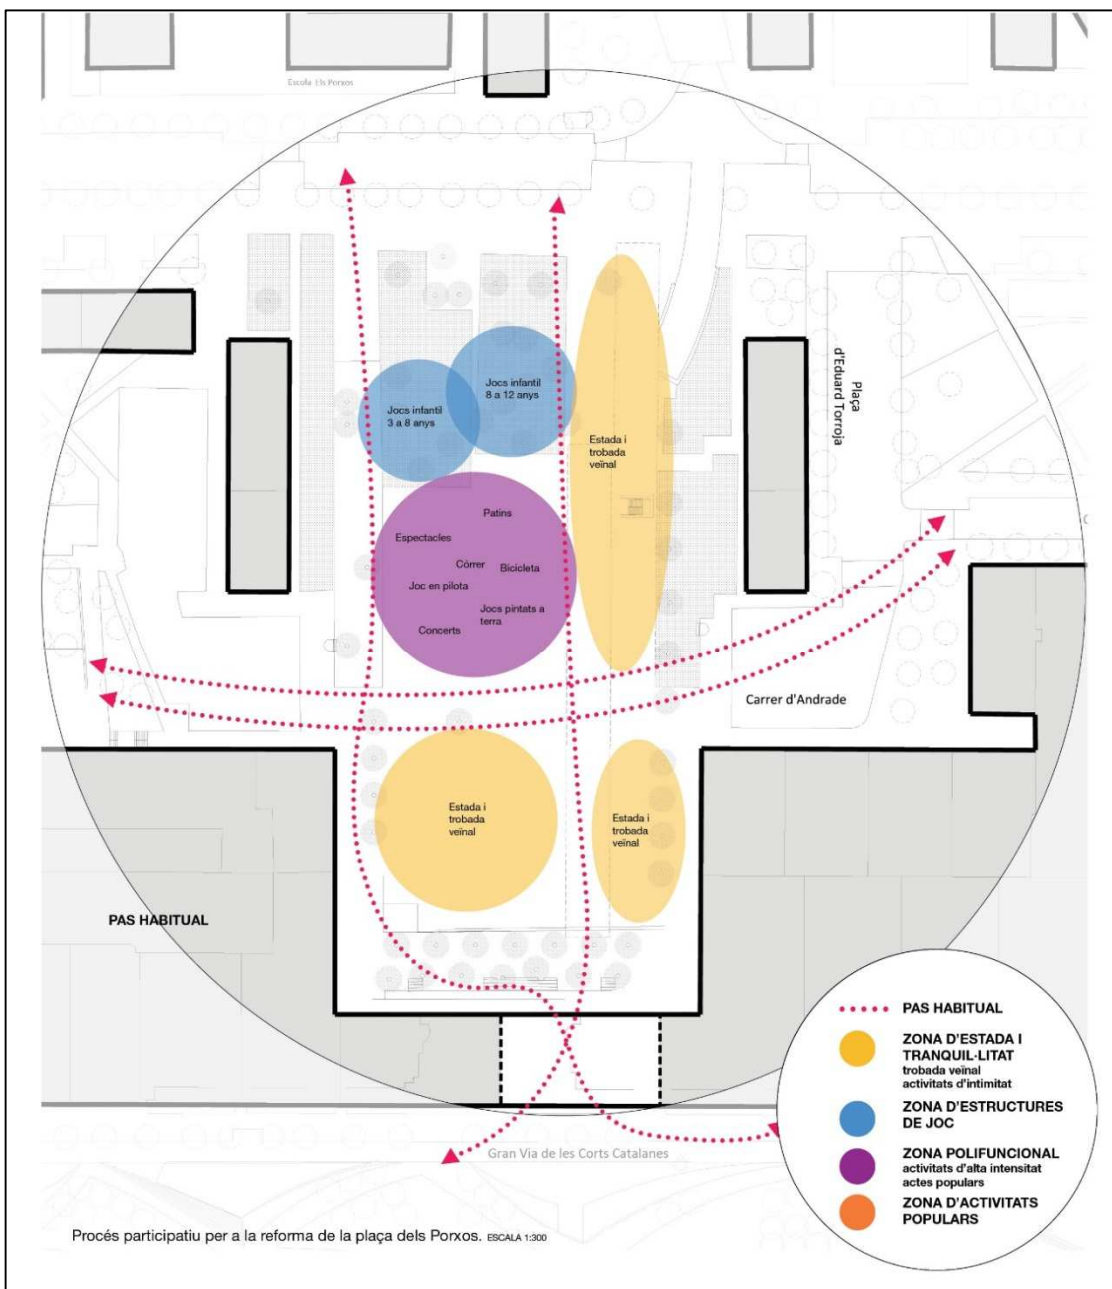 Escola Els Porxos
Jocs infantil
8 a 12 anys
Jocs infantil
3 a 8 anys
Plaça
d'Eduard Torroja
Estada i
trobada
veïnal
Patins
Espectacles
Córrer
Bicicleta
Joc en pilota
Jocs pintats a
terra
Concerts
Carrer d'Andrade
Estada i
trobada
veïnal
Estada i
trobada
veïnal
PAS HABITUAL
PAS HABITUAL
ZONA D'ESTADA I
TRANQUIL·LITAT
trobada veïnal
activitats d'intimitat
ZONA D'ESTRUCTURES
DE JOC
ZONA POLIFUNCIONAL
activitats d'alta intensitat
actes populars
ZONA D'ACTIVITATS
POPULARS
Gran Via de les Corts Catalanes
Procés participatiu per a la reforma de la plaça dels Porxos. ESCALA 1:300